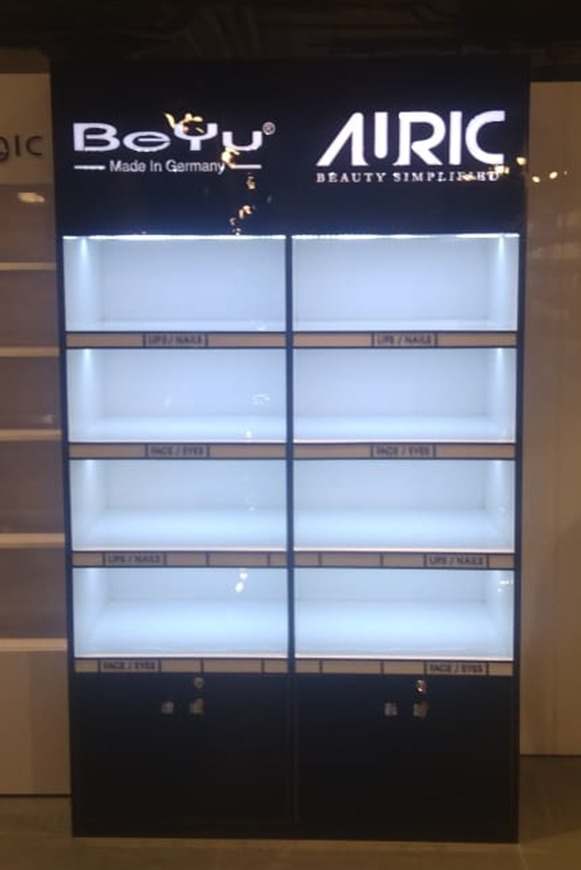 BeYu®
Made In Germany
AURIC
BEAUTY SIMPLIFIED
GIC
LIPS / NAILS
LIPS / NAILS
FACE / EYES
FACE / EYES
LIPS / NAILS
LIPS / NAILS
FACE / EYES
FACE / EYES